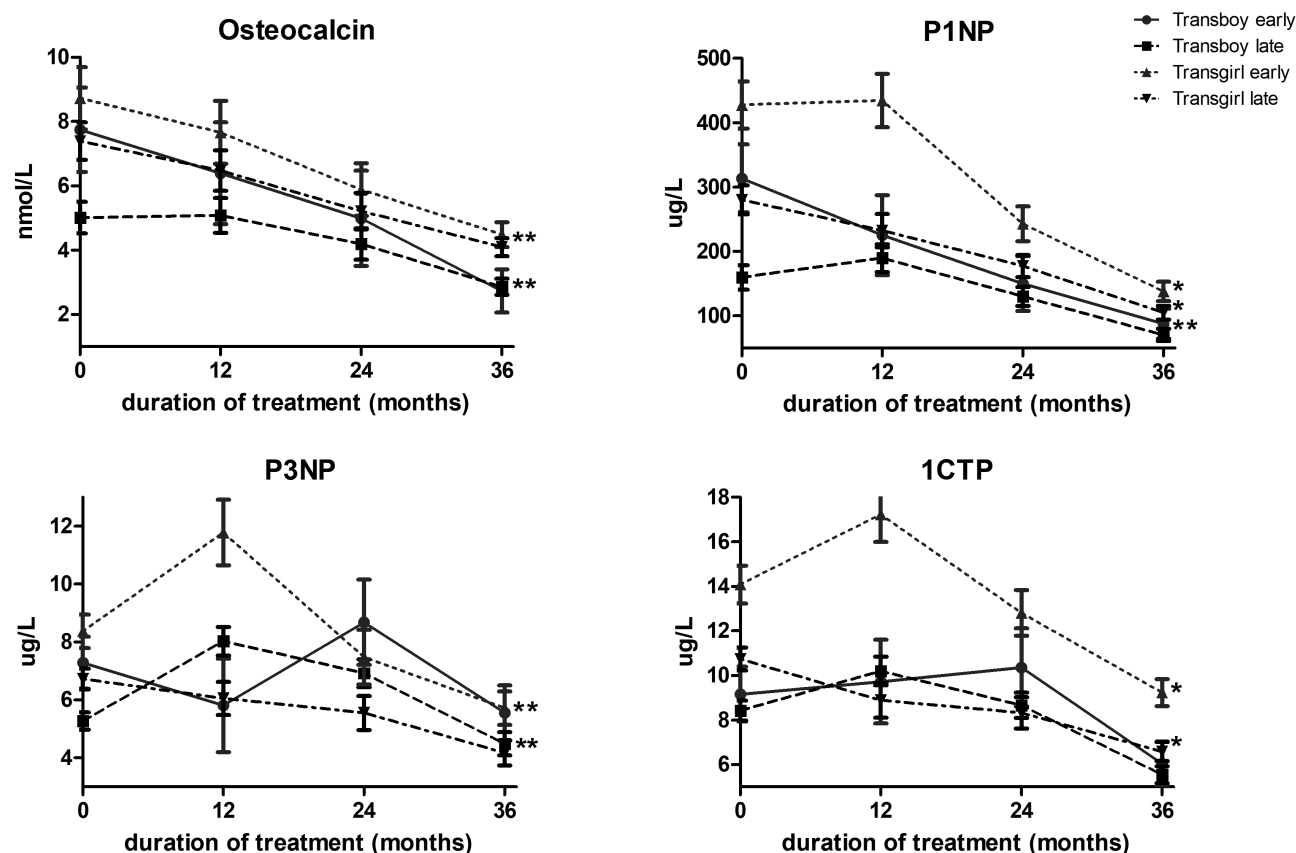 Osteocalcin
nmol/L
10
8
6
4
2
**
**
0 12 24 36
duration of treatment (months)
P1NP
ug/L
500
400
300
200
100
*
*
**
0 12 24 36
duration of treatment (months)
Transboy early
Transboy late
Transgirl early
Transgirl late
P3NP
ug/L
12
10
8
6
4
**
**
0 12 24 36
duration of treatment (months)
1CTP
ug/L
18
16
14
12
10
8
6
*
*
0 12 24 36
duration of treatment (months)